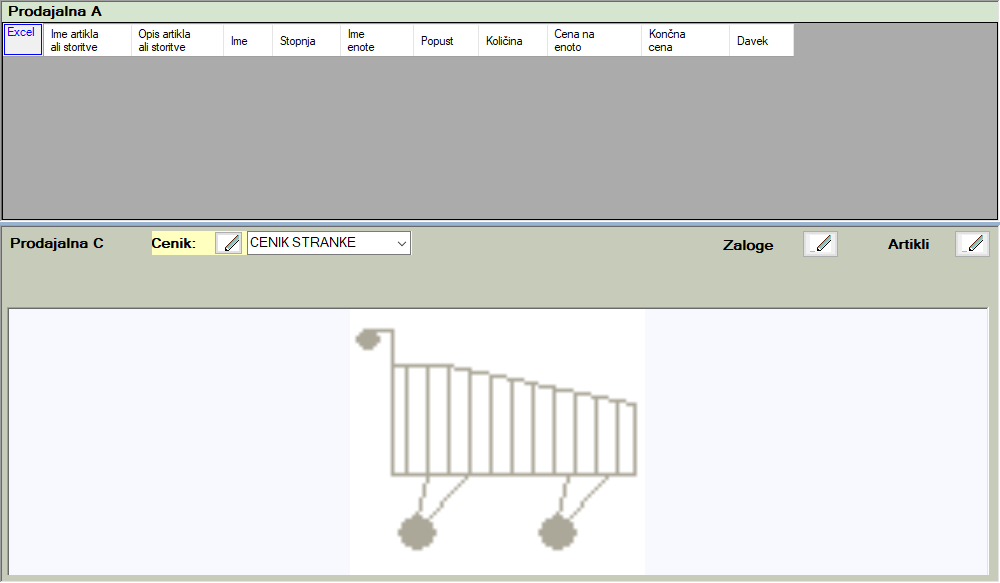 Prodajalna A
Excel
Ime artikla
ali storitve
Opis artikla
ali storitve
Ime
Stopnja
Ime
enote
Popust
Količina
Cena na
enoto
Končna
cena
Davek
Prodajalna C
Cenik:
CENIK STRANKE
Zaloge
Artikli